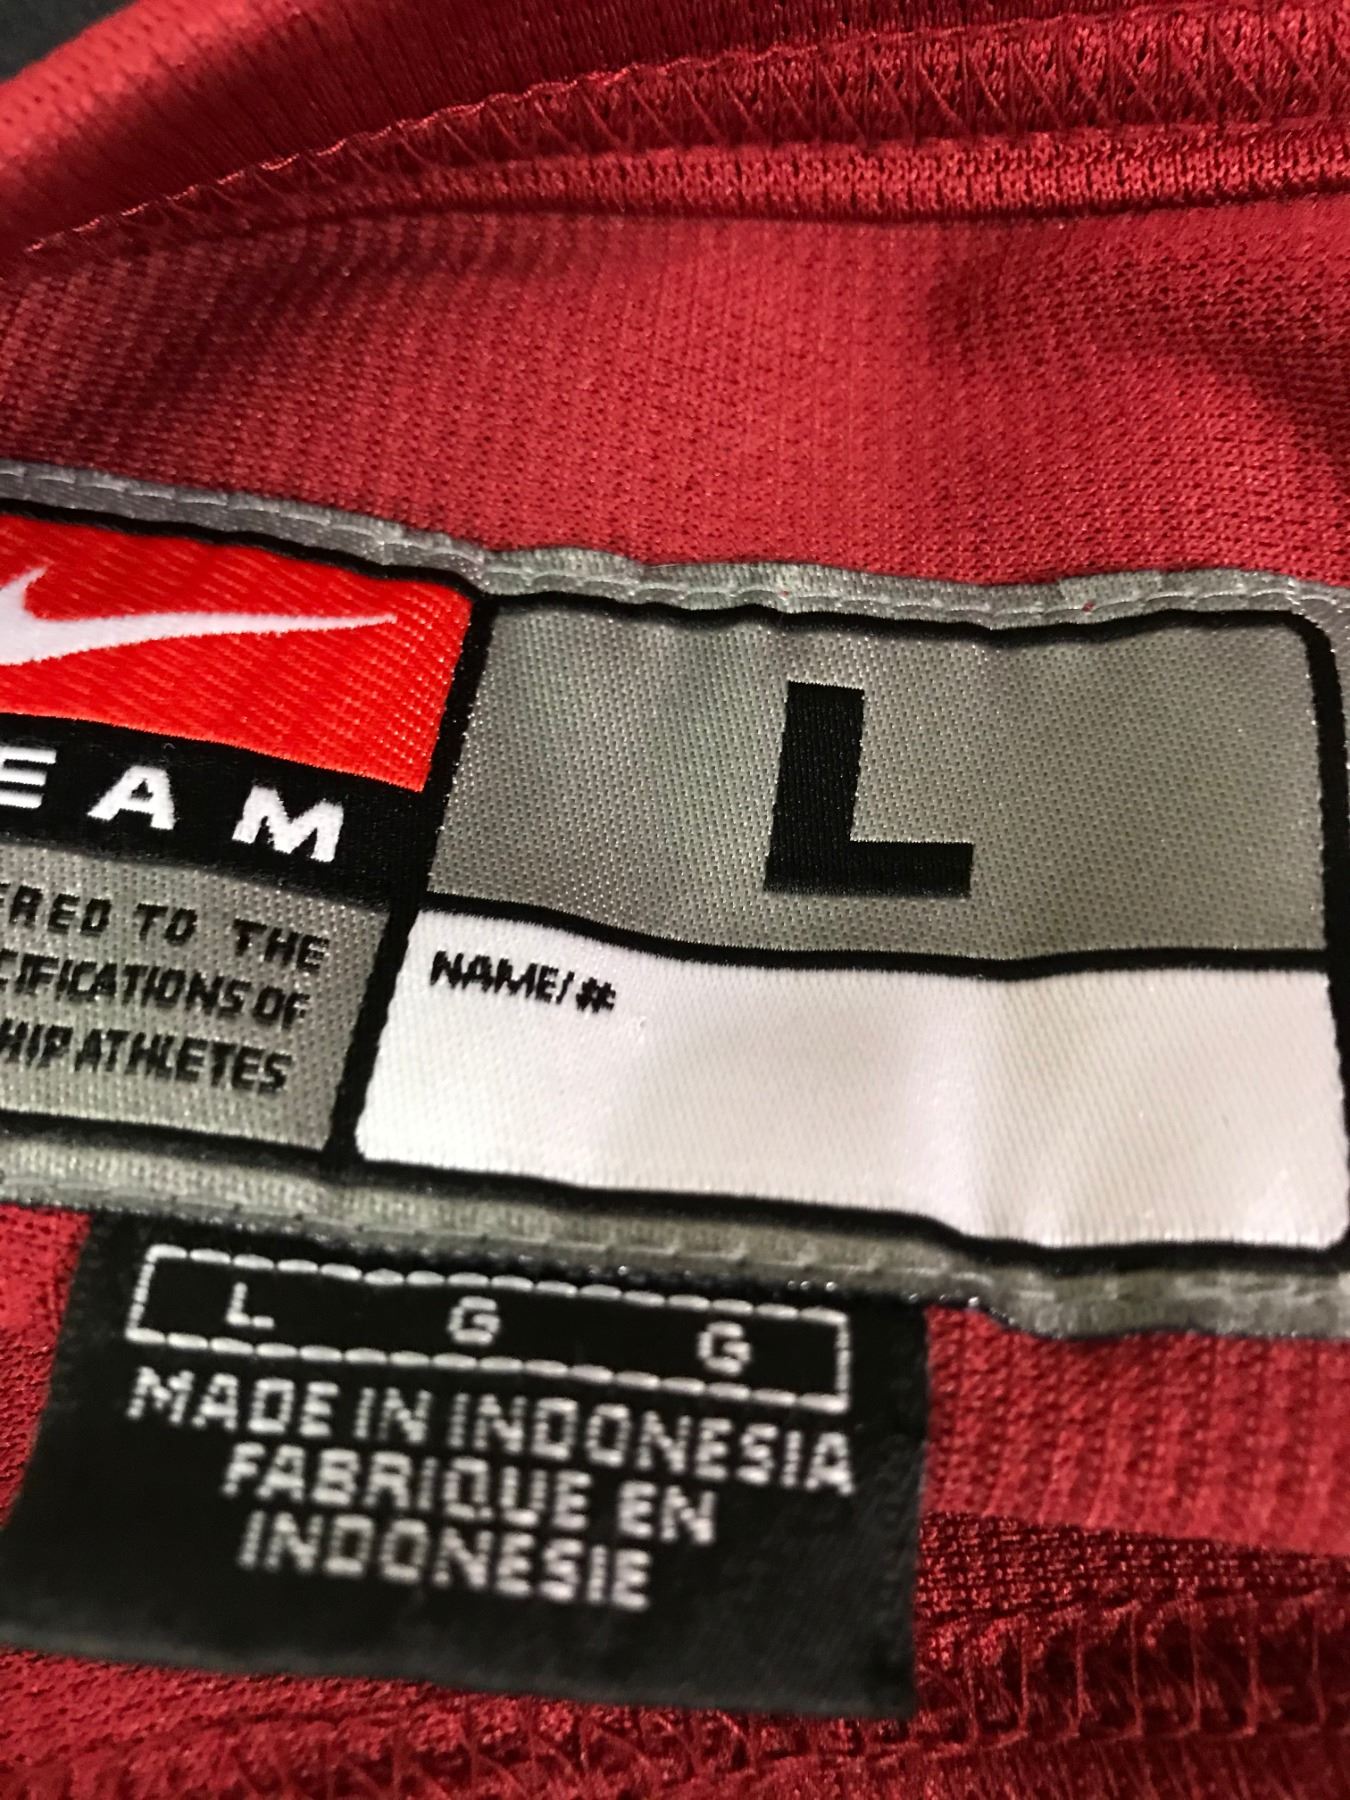 EAM
ERED TO THE
CIFICATIONS OF
HIP ATHLETES
L
NAME/#
L G G
MADE IN INDONESIA
FABRIQUE EN
INDONESIE